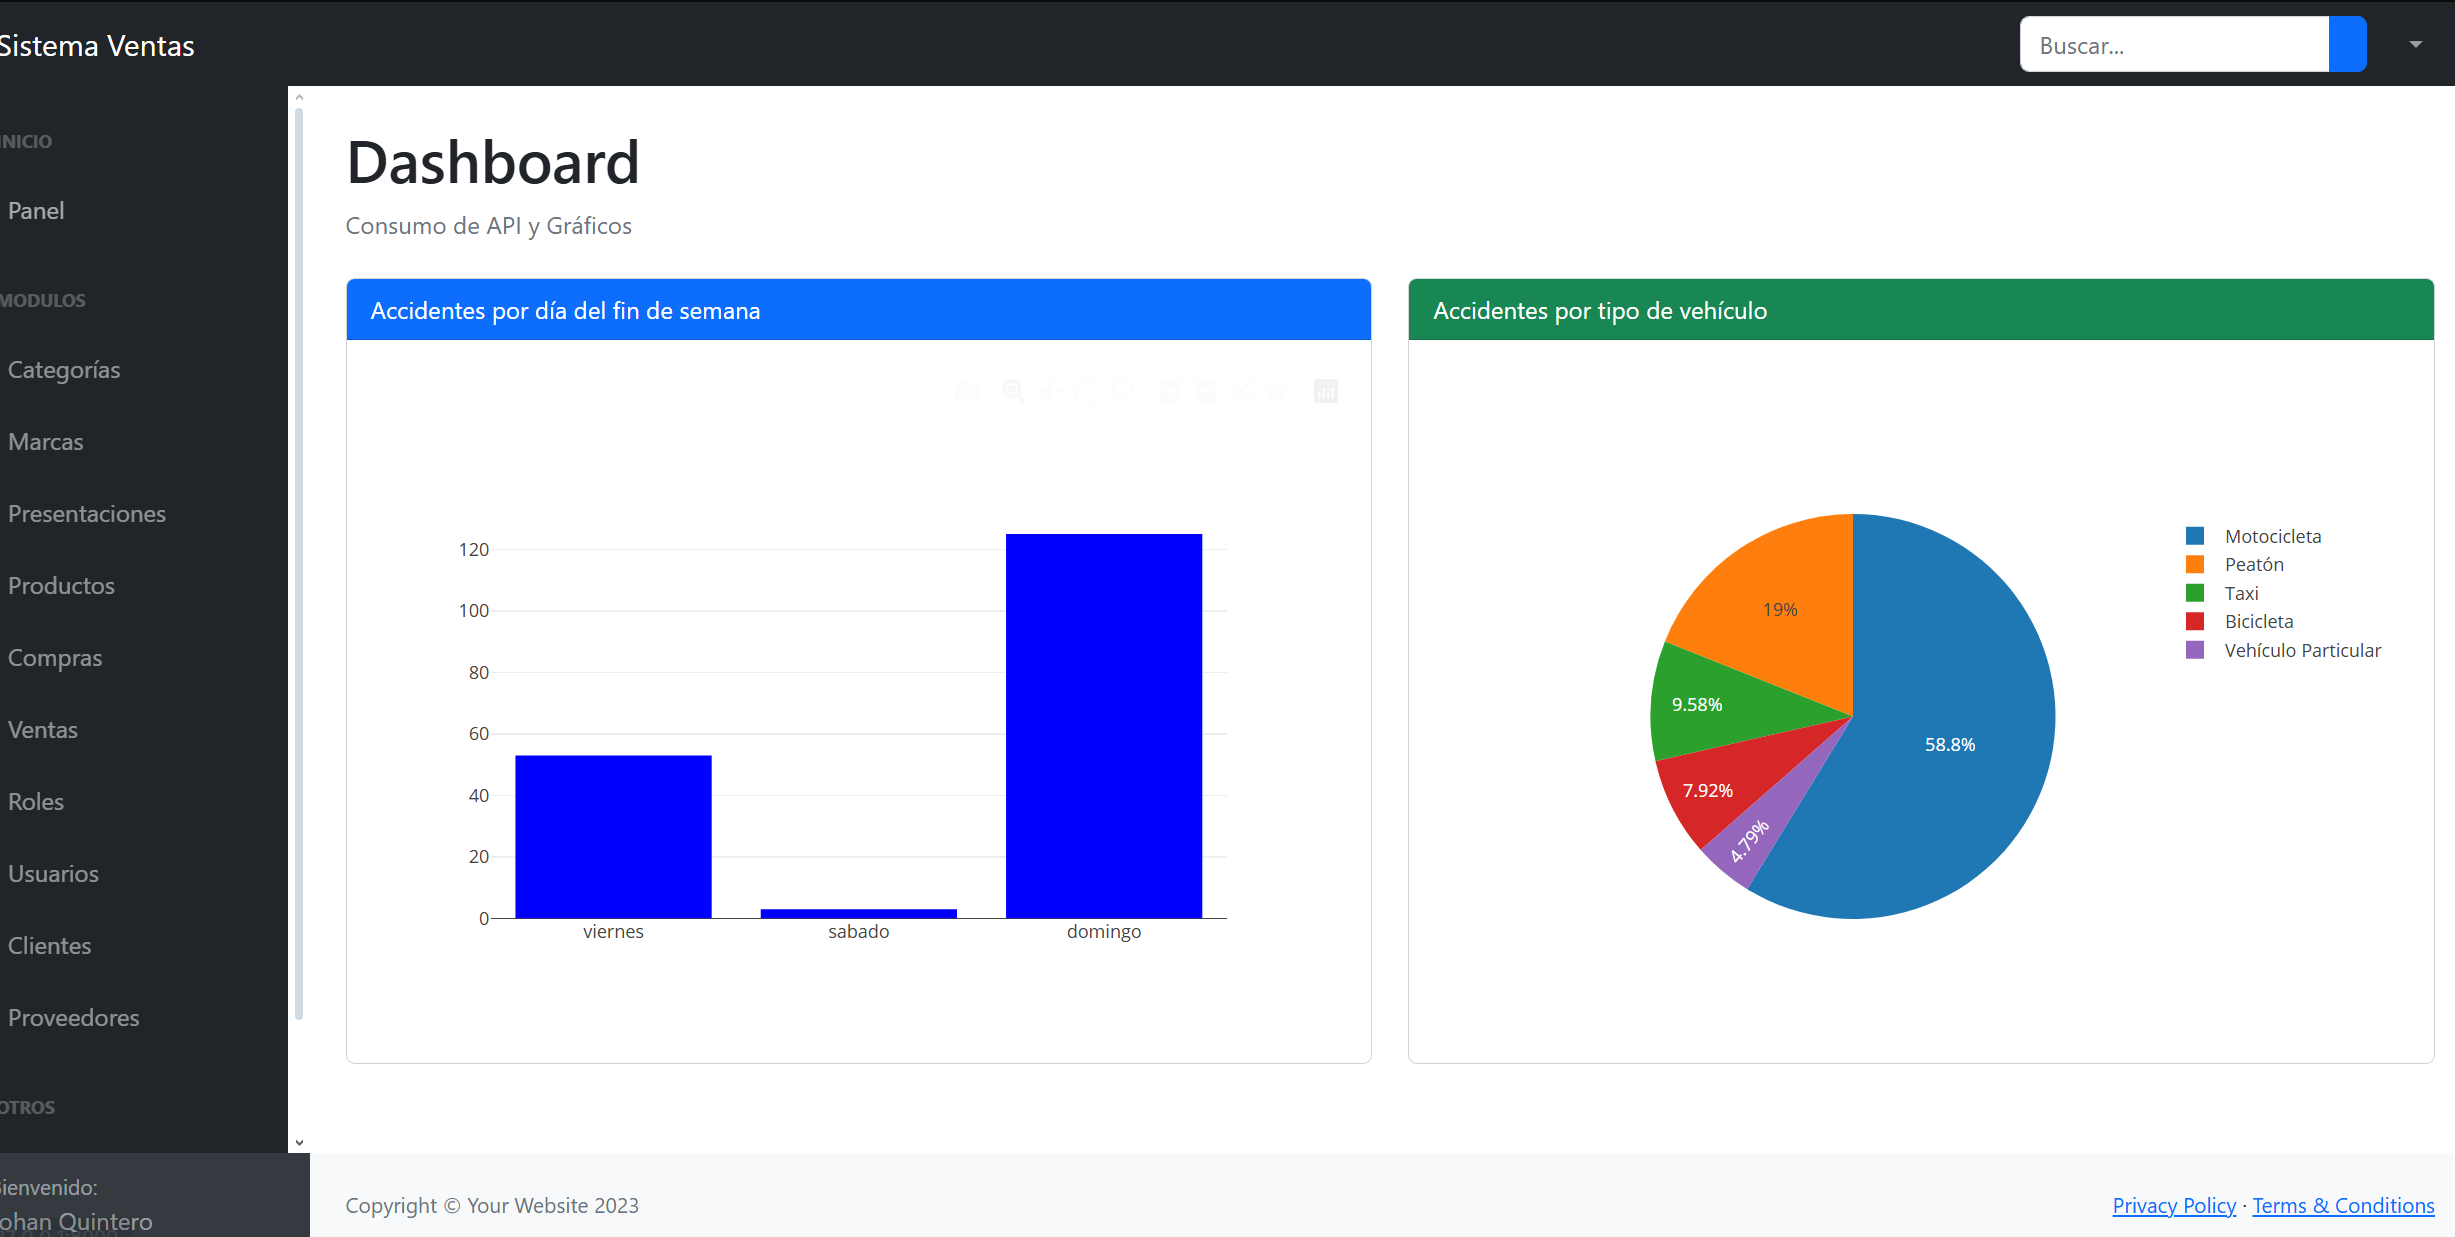 Sistema Ventas
Buscar...
INICIO
Panel
MODULOS
Categorías
Marcas
Presentaciones
Productos
Compras
Ventas
Roles
Usuarios
Clientes
Proveedores
OTROS
ienvenido:
ohan Quintero
Dashboard
Consumo de API y Gráficos
Accidentes por día del fin de semana
120
100
80
60
40
20
0
viernes
sabado
domingo
Accidentes por tipo de vehículo
19%
9.58%
7.92%
4.79%
58.8%
Motocicleta
Peatón
Taxi
Bicicleta
Vehículo Particular
Copyright © Your Website 2023
Privacy Policy · Terms & Conditions